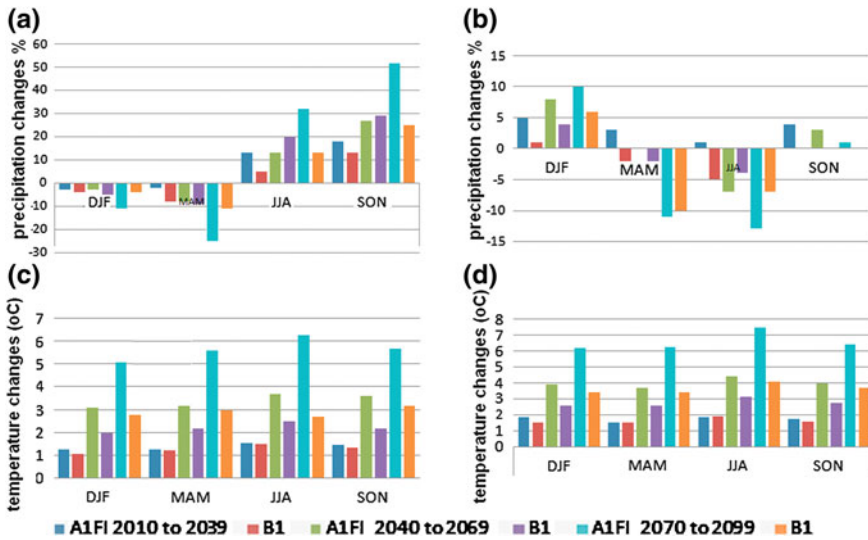 (a)
precipitation changes %
60
50
40
30
20
10
0
-10
-20
-30
DJF
MAM
JJA
SON
(b)
precipitation changes %
15
10
5
0
-5
-10
-15
DJF
MAM
JJA
SON
(c)
temperature changes (oC)
7
6
5
4
3
2
1
0
DJF
MAM
JJA
SON
(d)
temperature changes (oC)
8
7
6
5
4
3
2
1
0
DJF
MAM
JJA
SON
A1FI 2010 to 2039 B1 A1FI 2040 to 2069 B1 A1FI 2070 to 2099 B1